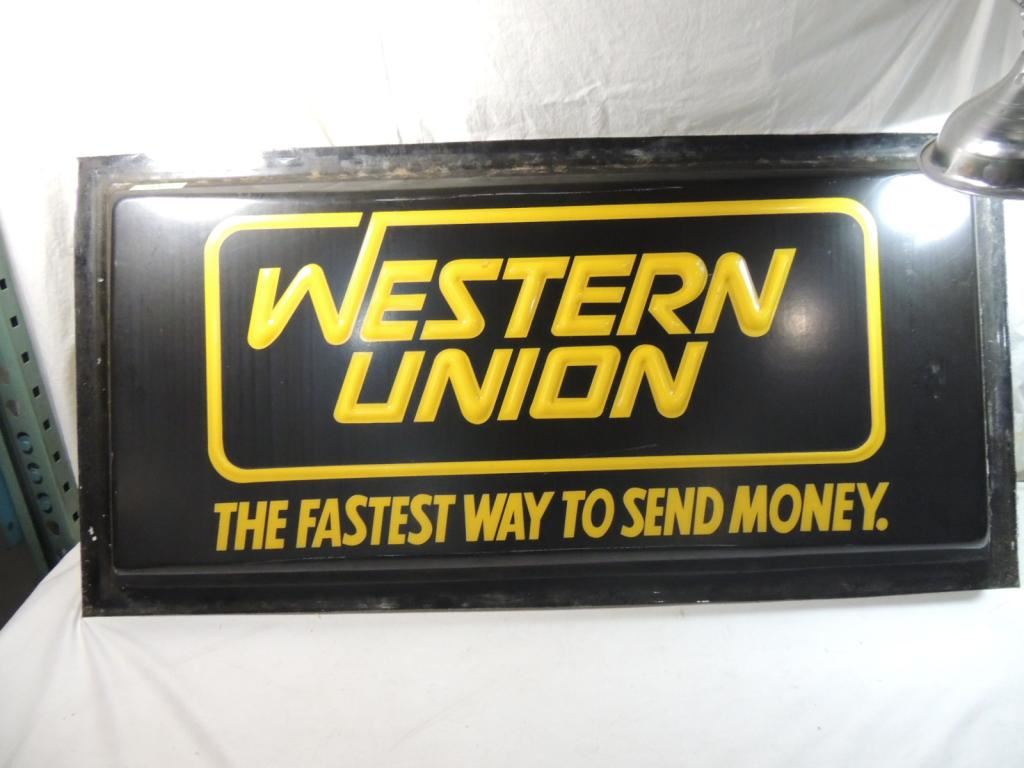 WESTERN
UNION
THE FASTEST WAY TO SEND MONEY.